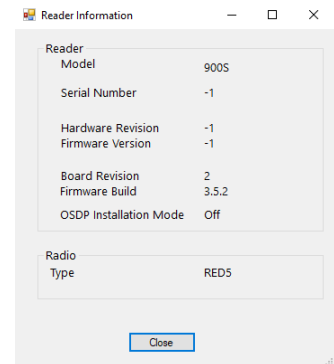 Reader Information
Reader
Model 900S
Serial Number -1
Hardware Revision -1
Firmware Version -1
Board Revision 2
Firmware Build 3.5.2
OSDP Installation Mode Off
Radio
Type RED5
Close